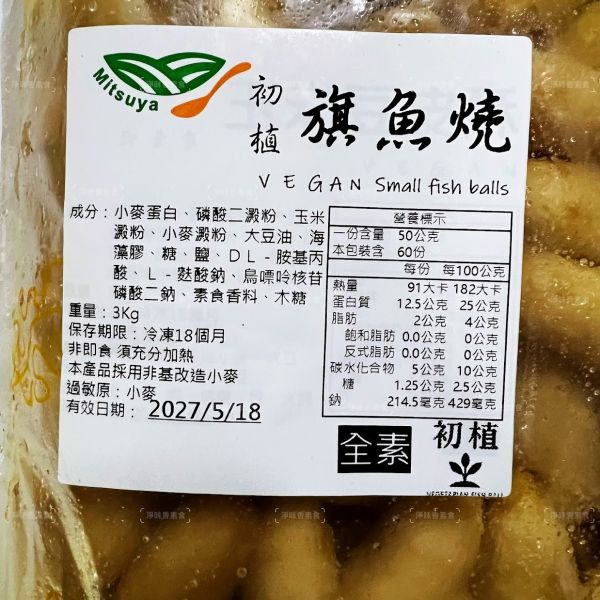 Mitsuya
初植
旗魚燒
VEGAN Small fish balls
成分：小麥蛋白、磷酸二澱粉、玉米
澱粉、小麥澱粉、大豆油、海
藻膠、糖、鹽、ＤＬ-胺基丙
酸、Ｌ-麩酸鈉、烏嘌呤核苷
磷酸二鈉、素食香料、木糖
重量：3Kg
保存期限：冷凍18個月
非即食 須充分加熱
本產品採用非基改造小麥
過敏原：小麥
有效日期： 2027/5/18
營養標示
一份含量 50公克
本包裝含 60份
每份 每100公克
熱量 91大卡 182大卡
蛋白質 12.5公克 25公克
脂肪 2公克 4公克
飽和脂肪 0.0公克 0公克
反式脂肪 0.0公克 0公克
碳水化合物 5公克 10公克
糖 1.25公克 2.5公克
鈉 214.5毫克 429毫克
全素
初植
VEGETARIAN FISH BALL
淨味香素食